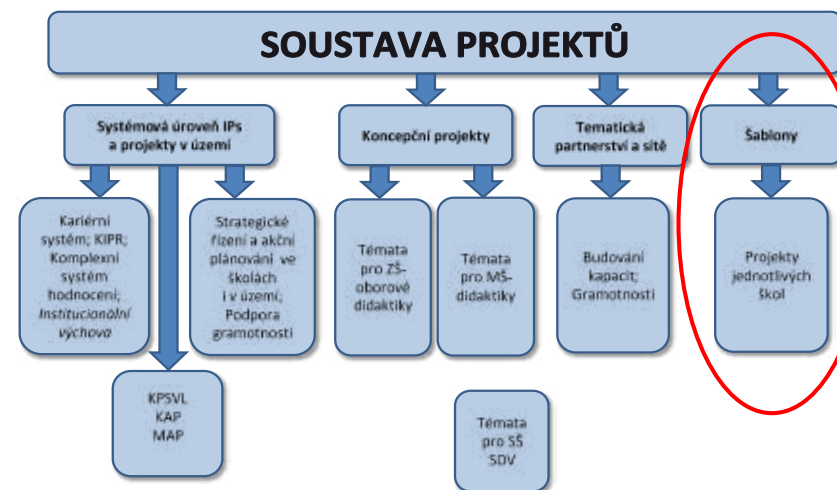 SOUSTAVA PROJEKTŮ
Systémová úroveň IPs
a projekty v území
Koncepční projekty
Tematická
partnerství a sítě
Šablony
Kariérní
systém; KIPR;
Komplexní
systém
hodnocení;
Institucionální
výchova
Strategické
řízení a akční
plánování ve
školách
i v území;
Podpora
gramotnosti
Témata
pro ZŠ-
oborové
didaktiky
Témata
pro MŠ-
didaktiky
Budování
kapacit;
Gramotnosti
Projekty
jednotlivých
škol
KPSVL
KAP
MAP
Témata
pro SŠ
SDV